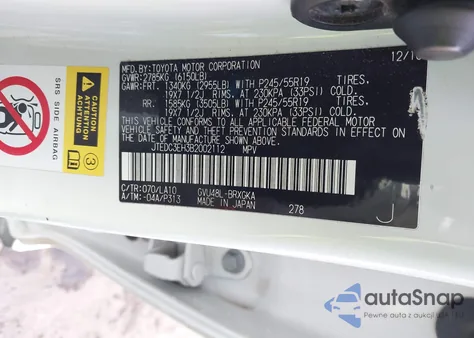 SRS SIDE AIRBAG
CAUTION
ACHTUNG
ATTENTION
3
12/10
MFD. BY: TOYOTA MOTOR CORPORATION
GVWR: 2785KG (6150LB)
GAWR: FRT. 1340KG (2955LB) WITH P245/55R19 TIRES,
19X7 1/2J RIMS, AT 230KPA (33PSI) COLD
RR. 1585KG (3505LB) WITH P245/55R19 TIRES,
19X7 1/2J RIMS, AT 230KPA (33PSI) COLD
THIS VEHICLE CONFORMS TO ALL APPLICABLE FEDERAL MOTOR
VEHICLE SAFETY AND THEFT PREVENTION STANDARDS IN EFFECT ON
THE DATE OF MANUFACTURE SHOWN ABOVE.
JTEDC3EH3B2002112 MPV
C/TR: 070/LA10 GVU48L-BRXGKA
A/TM: -04A/P313 MADE IN JAPAN 278
J
autoSnap
Pewne auta z aukcji